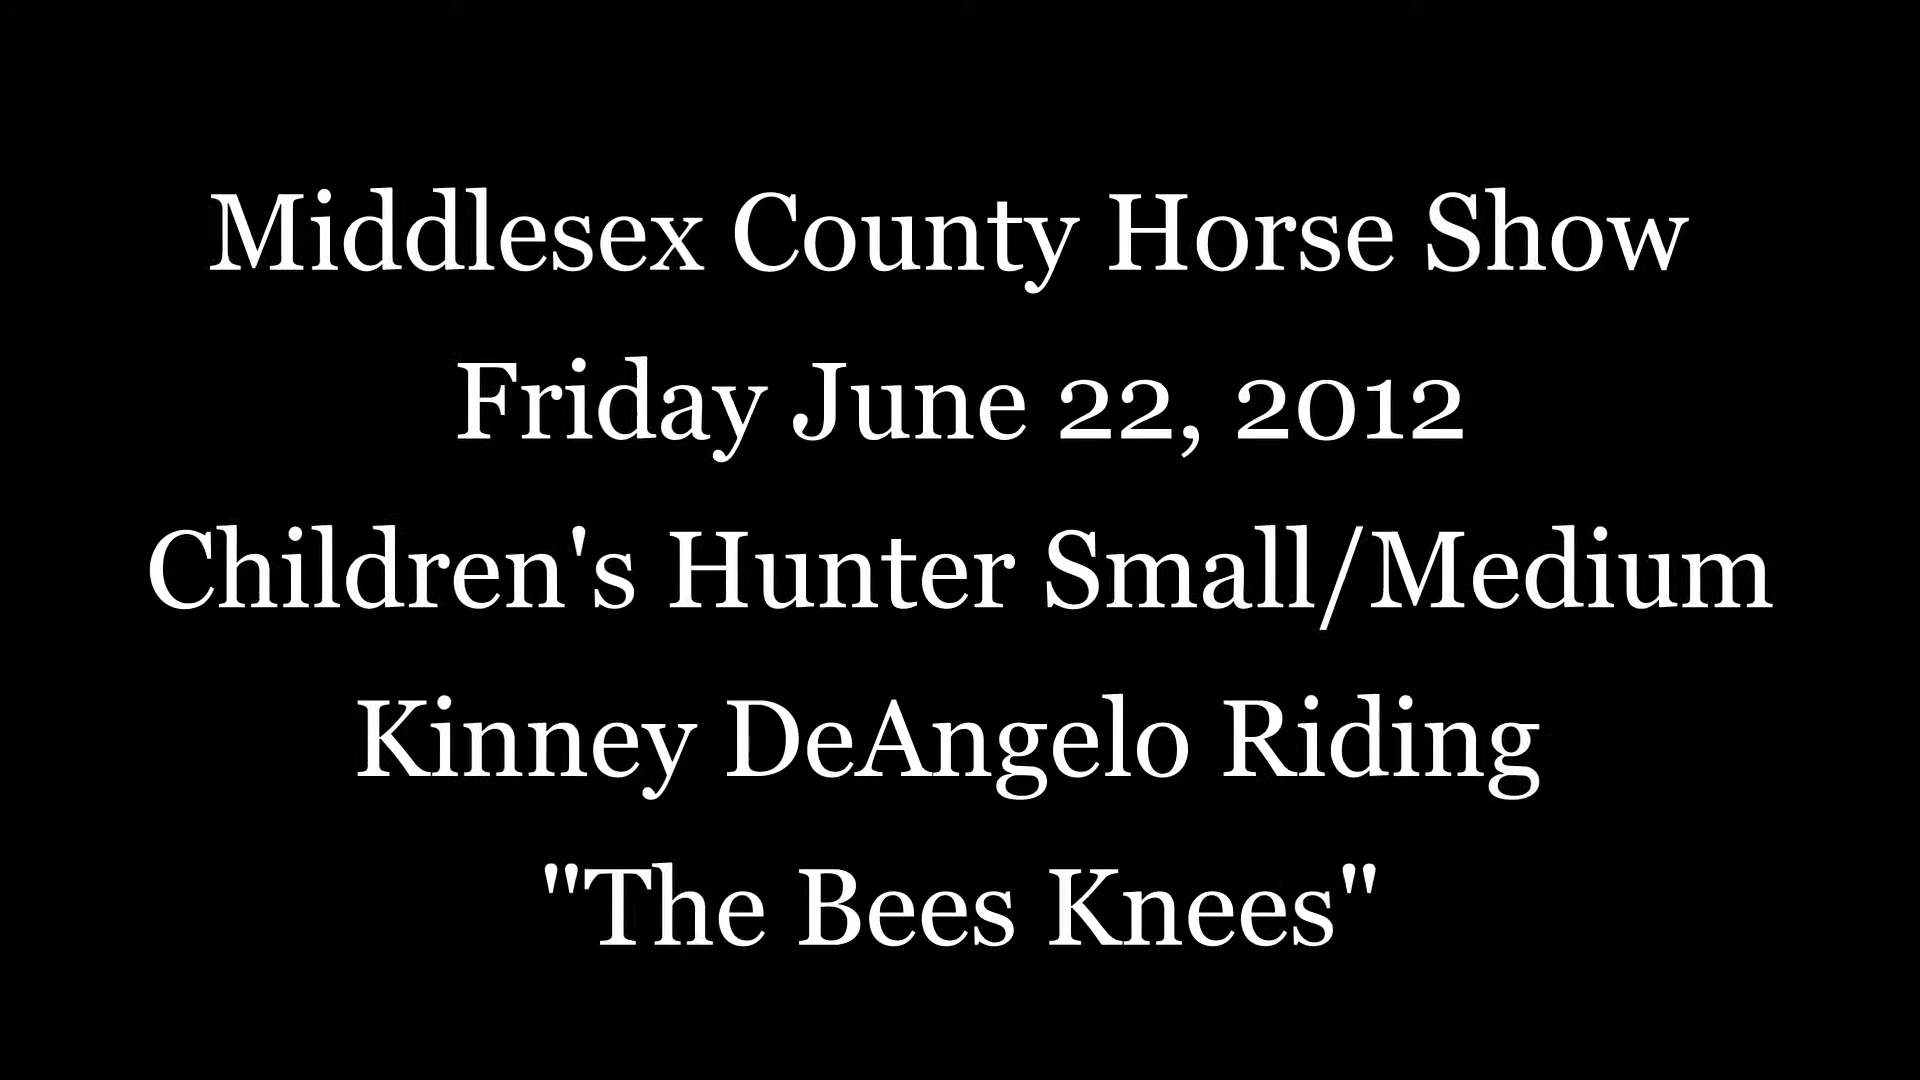 Middlesex County Horse Show
Friday June 22, 2012
Children's Hunter Small/Medium
Kinney DeAngelo Riding
"The Bees Knees"